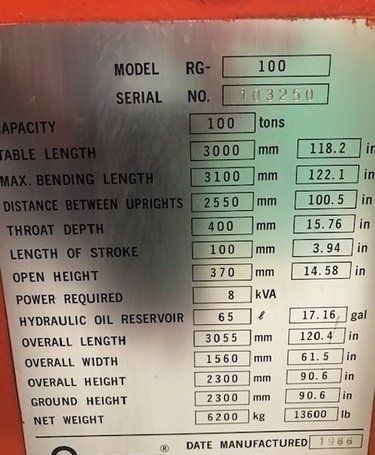 MODEL RG- 100
SERIAL NO. 103250
APACITY 100 tons
TABLE LENGTH 3000 mm 118.2 in
MAX. BENDING LENGTH 3100 mm 122.1 in
DISTANCE BETWEEN UPRIGHTS 2550 mm 100.5 in
THROAT DEPTH 400 mm 15.76 in
LENGTH OF STROKE 100 mm 3.94 in
OPEN HEIGHT 370 mm 14.58 in
POWER REQUIRED 8 kVA
HYDRAULIC OIL RESERVOIR 65 ℓ 17.16 gal
OVERALL LENGTH 3055 mm 120.4 in
OVERALL WIDTH 1560 mm 61.5 in
OVERALL HEIGHT 2300 mm 90.6 in
GROUND HEIGHT 2300 mm 90.6 in
NET WEIGHT 6200 kg 13600 lb
® DATE MANUFACTURED 1986